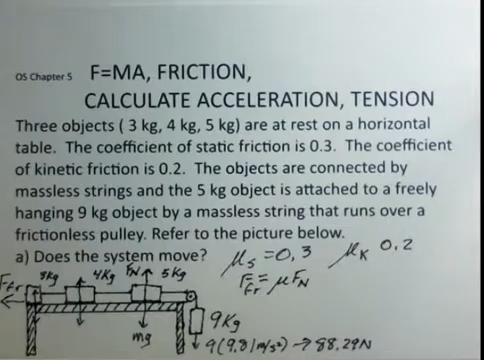 OS Chapter 5 F=MA, FRICTION,
CALCULATE ACCELERATION, TENSION
Three objects ( 3 kg, 4 kg, 5 kg) are at rest on a horizontal
table. The coefficient of static friction is 0.3. The coefficient
of kinetic friction is 0.2. The objects are connected by
massless strings and the 5 kg object is attached to a freely
hanging 9 kg object by a massless string that runs over a
frictionless pulley. Refer to the picture below.
a) Does the system move? μs = 0,3 μK 0,2
Ffr = μFN
Ffr 3Kg 4Kg FN 5Kg
9Kg
mg 9(9.81m/s²) → 88.29N